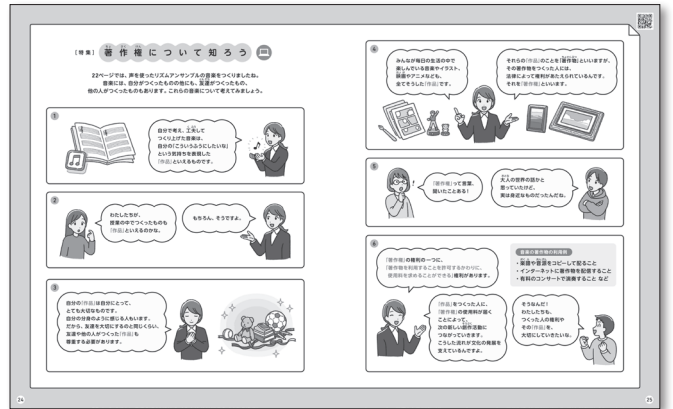 [特集] 著作権について知ろう
22ページでは、声を使ったリズムアンサンブルの音楽をつくりましたね。
音楽には、自分がつくったものの他にも、友達がつくったもの、
他の人がつくったものもあります。これらの音楽について考えてみましょう。
1
自分で考え、工夫して
つくり上げた音楽は、
自分の「こういうふうにしたいな」
という気持ちを表現した
「作品」といえるものです。
2
わたしたちが、
授業の中でつくったものも
「作品」といえるのかな。
もちろん、そうですよ。
3
自分の「作品」は自分にとって、
とても大切なものです。
自分の分身のように感じる人もいます。
だから、友達を大切にするのと同じくらい、
友達や他の人がつくった「作品」も
尊重する必要があります。
24
4
みんなが毎日の生活の中で
楽しんでいる音楽やイラスト、
映画やアニメなども、
全てそうした「作品」です。
それらの「作品」のことを「著作物」といいますが、
その著作物をつくった人には、
法律によって権利があたえられているんです。
それを「著作権」といいます。
5
「著作権」って言葉、
聞いたことある!
大人の世界の話かと
思っていたけど、
実は身近なものだったんだね。
6
「著作権」の権利の一つに、
「著作物を利用することを許可するかわりに、
使用料を求めることができる」権利があります。
音楽の著作物の利用例
・楽譜や音源をコピーして配ること
・インターネットに著作物を配信すること
・有料のコンサートで演奏すること など
「作品」をつくった人に、
「著作権」の使用料が届く
ことによって、
次の新しい創作活動に
つながっていきます。
こうした流れが文化の発展を
支えているんですよ。
そうなんだ!
わたしたちも、
つくった人の権利や
その「作品」を、
大切にしていきたいな。
25